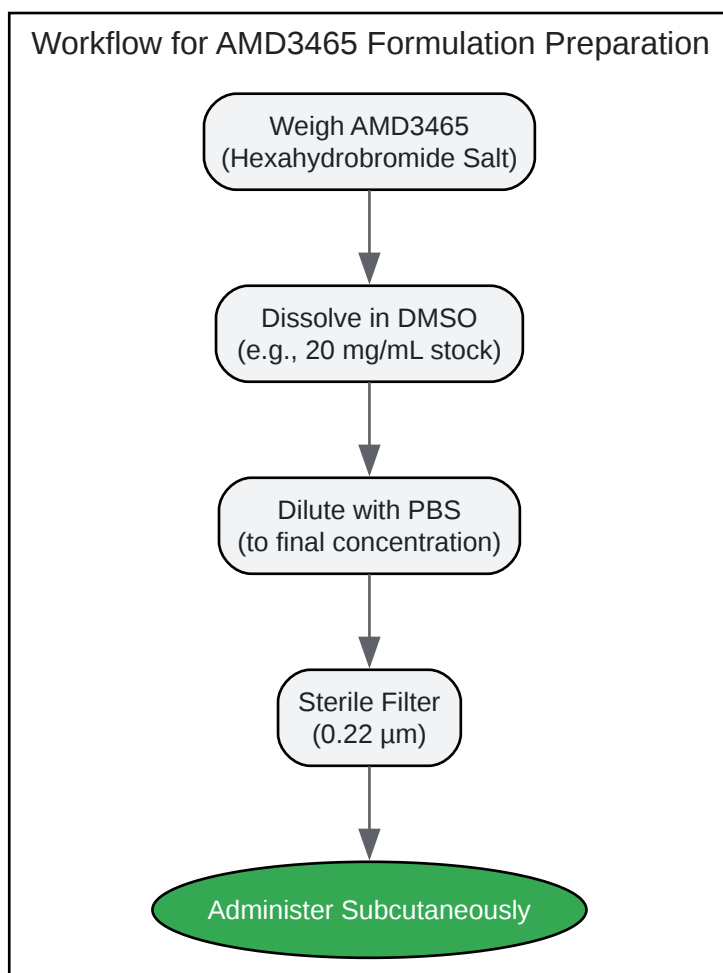 Workflow for AMD3465 Formulation Preparation
Weigh AMD3465
(Hexahydrobromide Salt)
Dissolve in DMSO
(e.g., 20 mg/mL stock)
Dilute with PBS
(to final concentration)
Sterile Filter
(0.22 µm)
Administer Subcutaneously